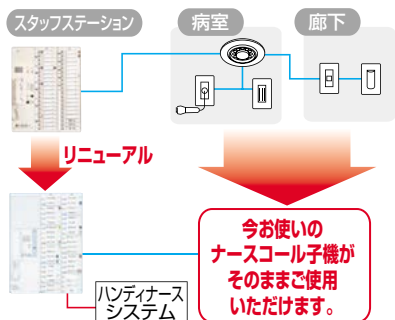 スタッフステーション
病室
廊下
リニューアル
今お使いの
ナースコール子機が
そのままご使用
いただけます。
ハンディナース
システム